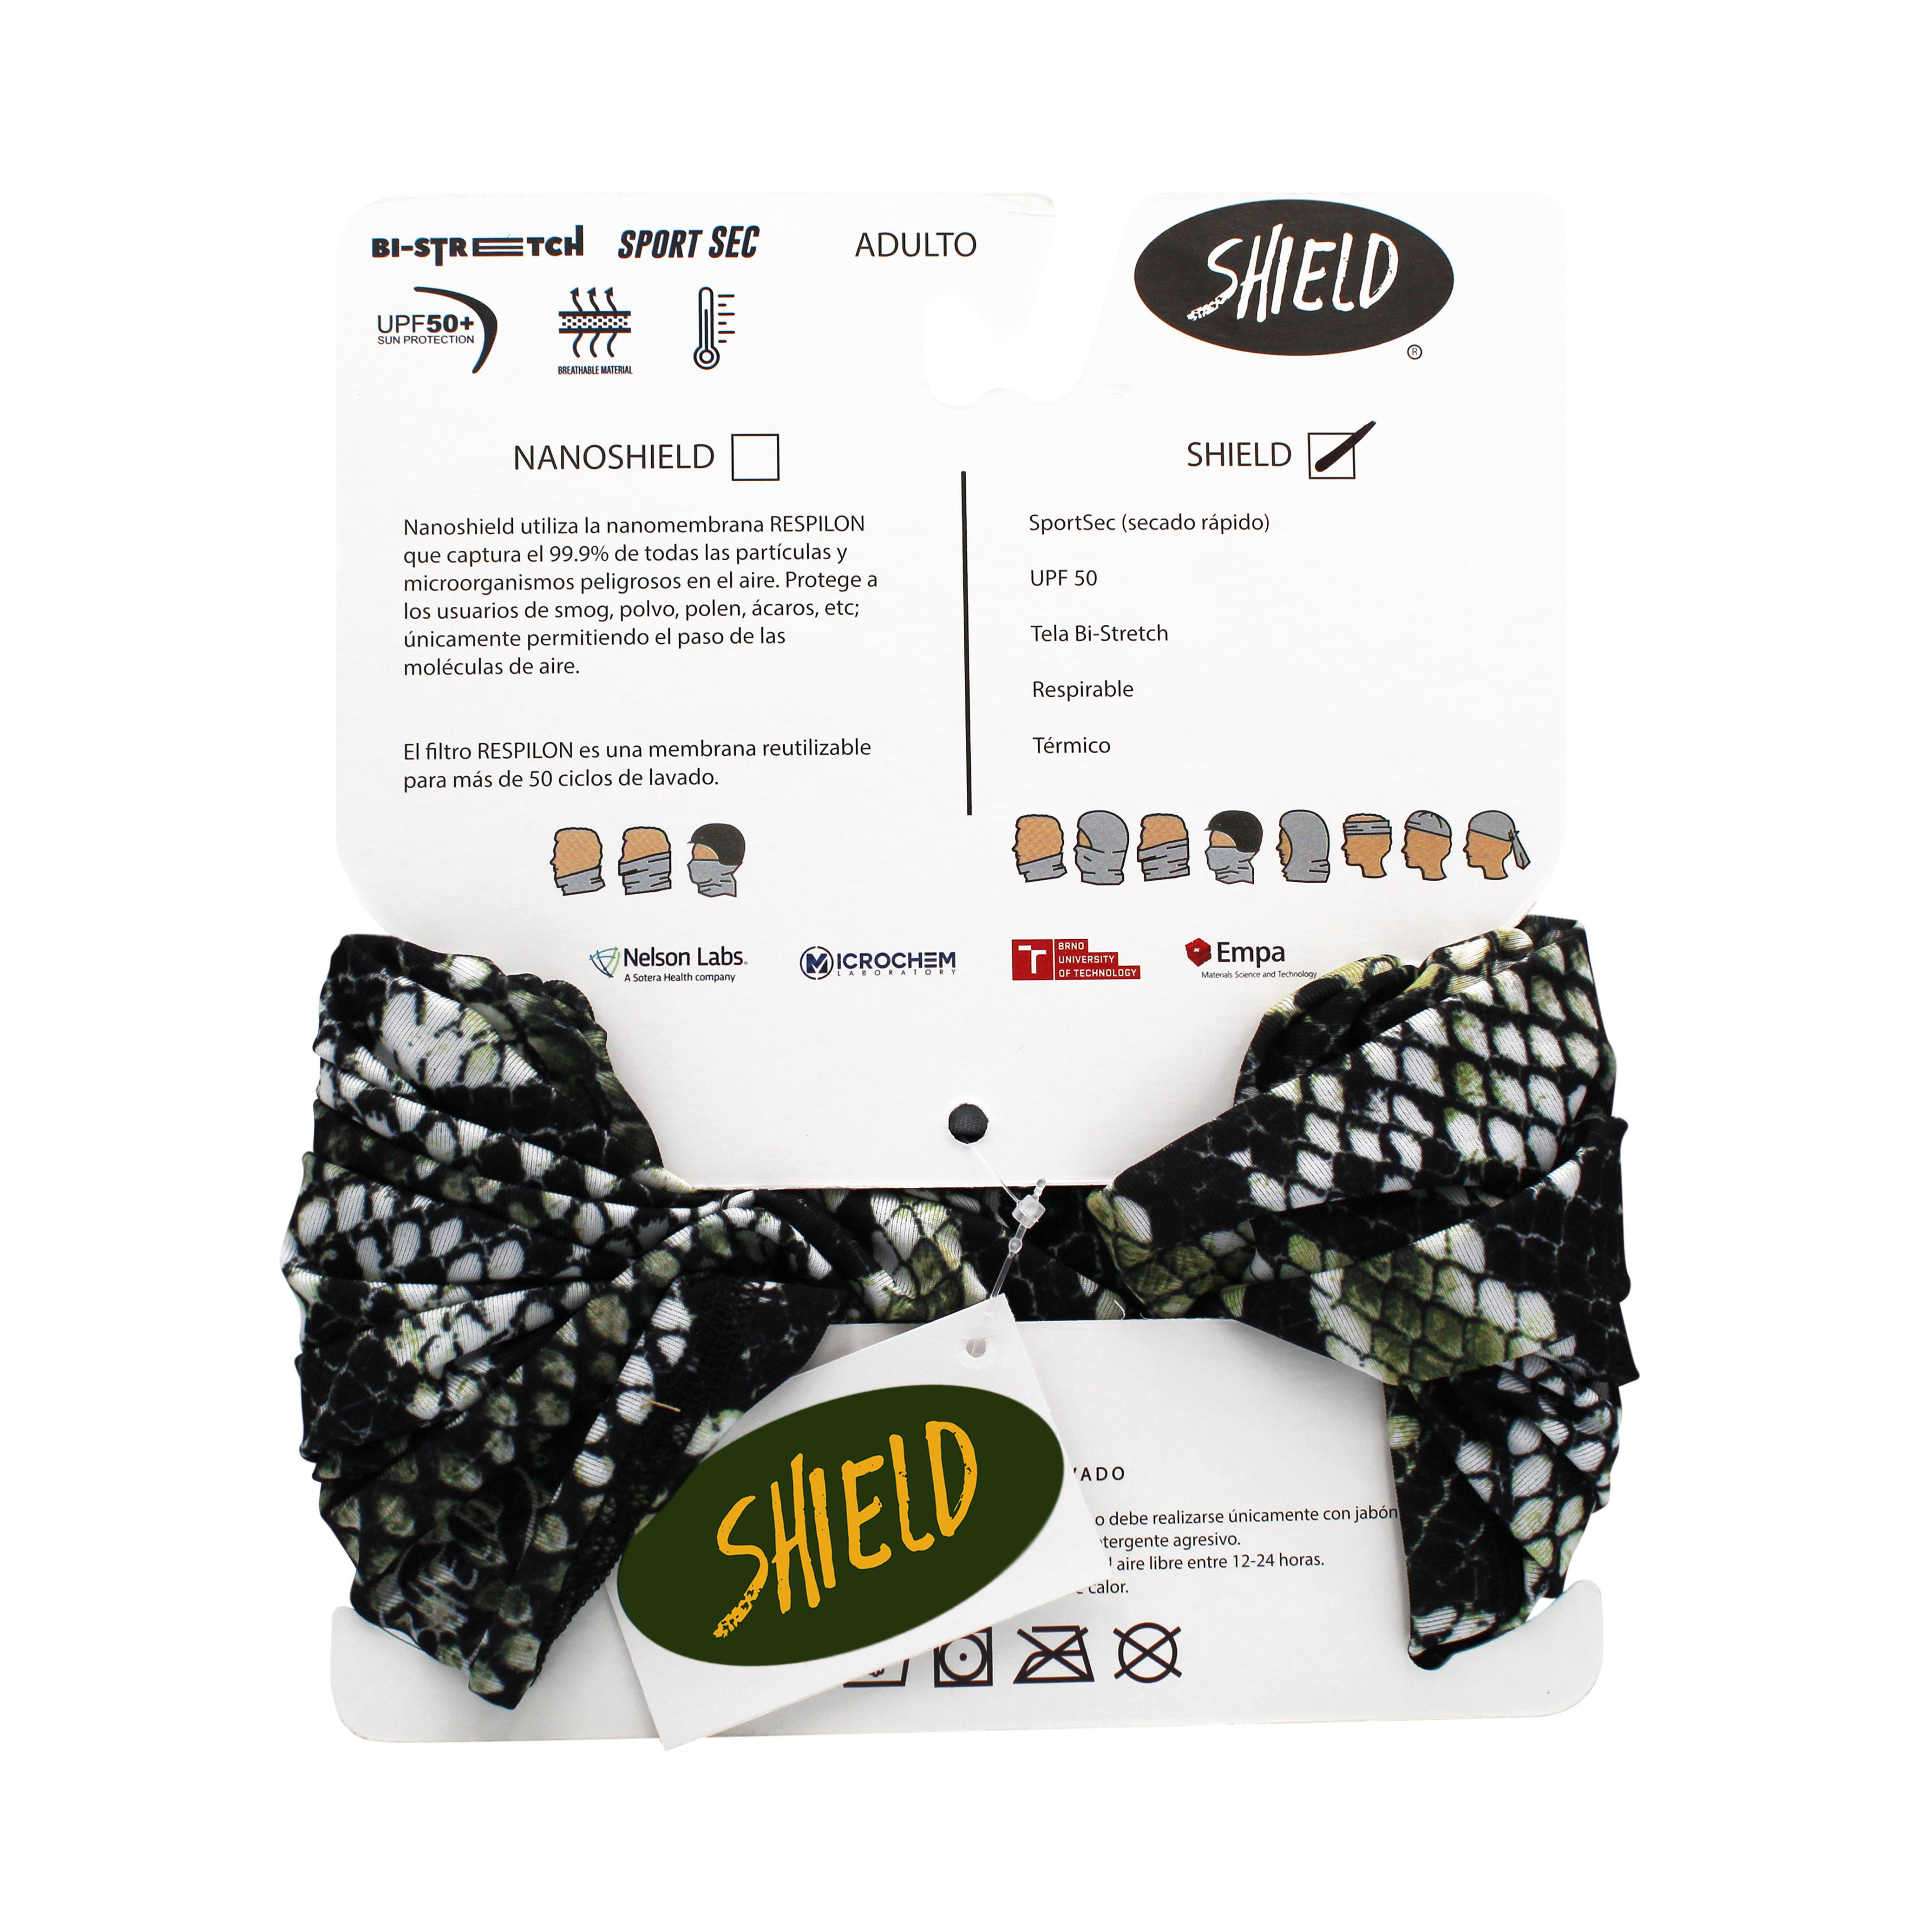 BI-STRETCH SPORT SEC ADULTO
SHIELD
®
UPF50+
SUN PROTECTION
BREATHABLE MATERIAL
NANOSHIELD
Nanoshield utiliza la nanomembrana RESPILON
que captura el 99.9% de todas las partículas y
microorganismos peligrosos en el aire. Protege a
los usuarios de smog, polvo, polen, ácaros, etc;
únicamente permitiendo el paso de las
moléculas de aire.
El filtro RESPILON es una membrana reutilizable
para más de 50 ciclos de lavado.
SHIELD
SportSec (secado rápido)
UPF 50
Tela Bi-Stretch
Respirable
Térmico
Nelson Labs.
A Sotera Health company
MICROCHEM
LABORATORY
BRNO
UNIVERSITY
OF TECHNOLOGY
Empa
Materials Science and Technology
SHIELD
VADO
o debe realizarse únicamente con jabón
tergente agresivo.
l aire libre entre 12-24 horas.
calor.